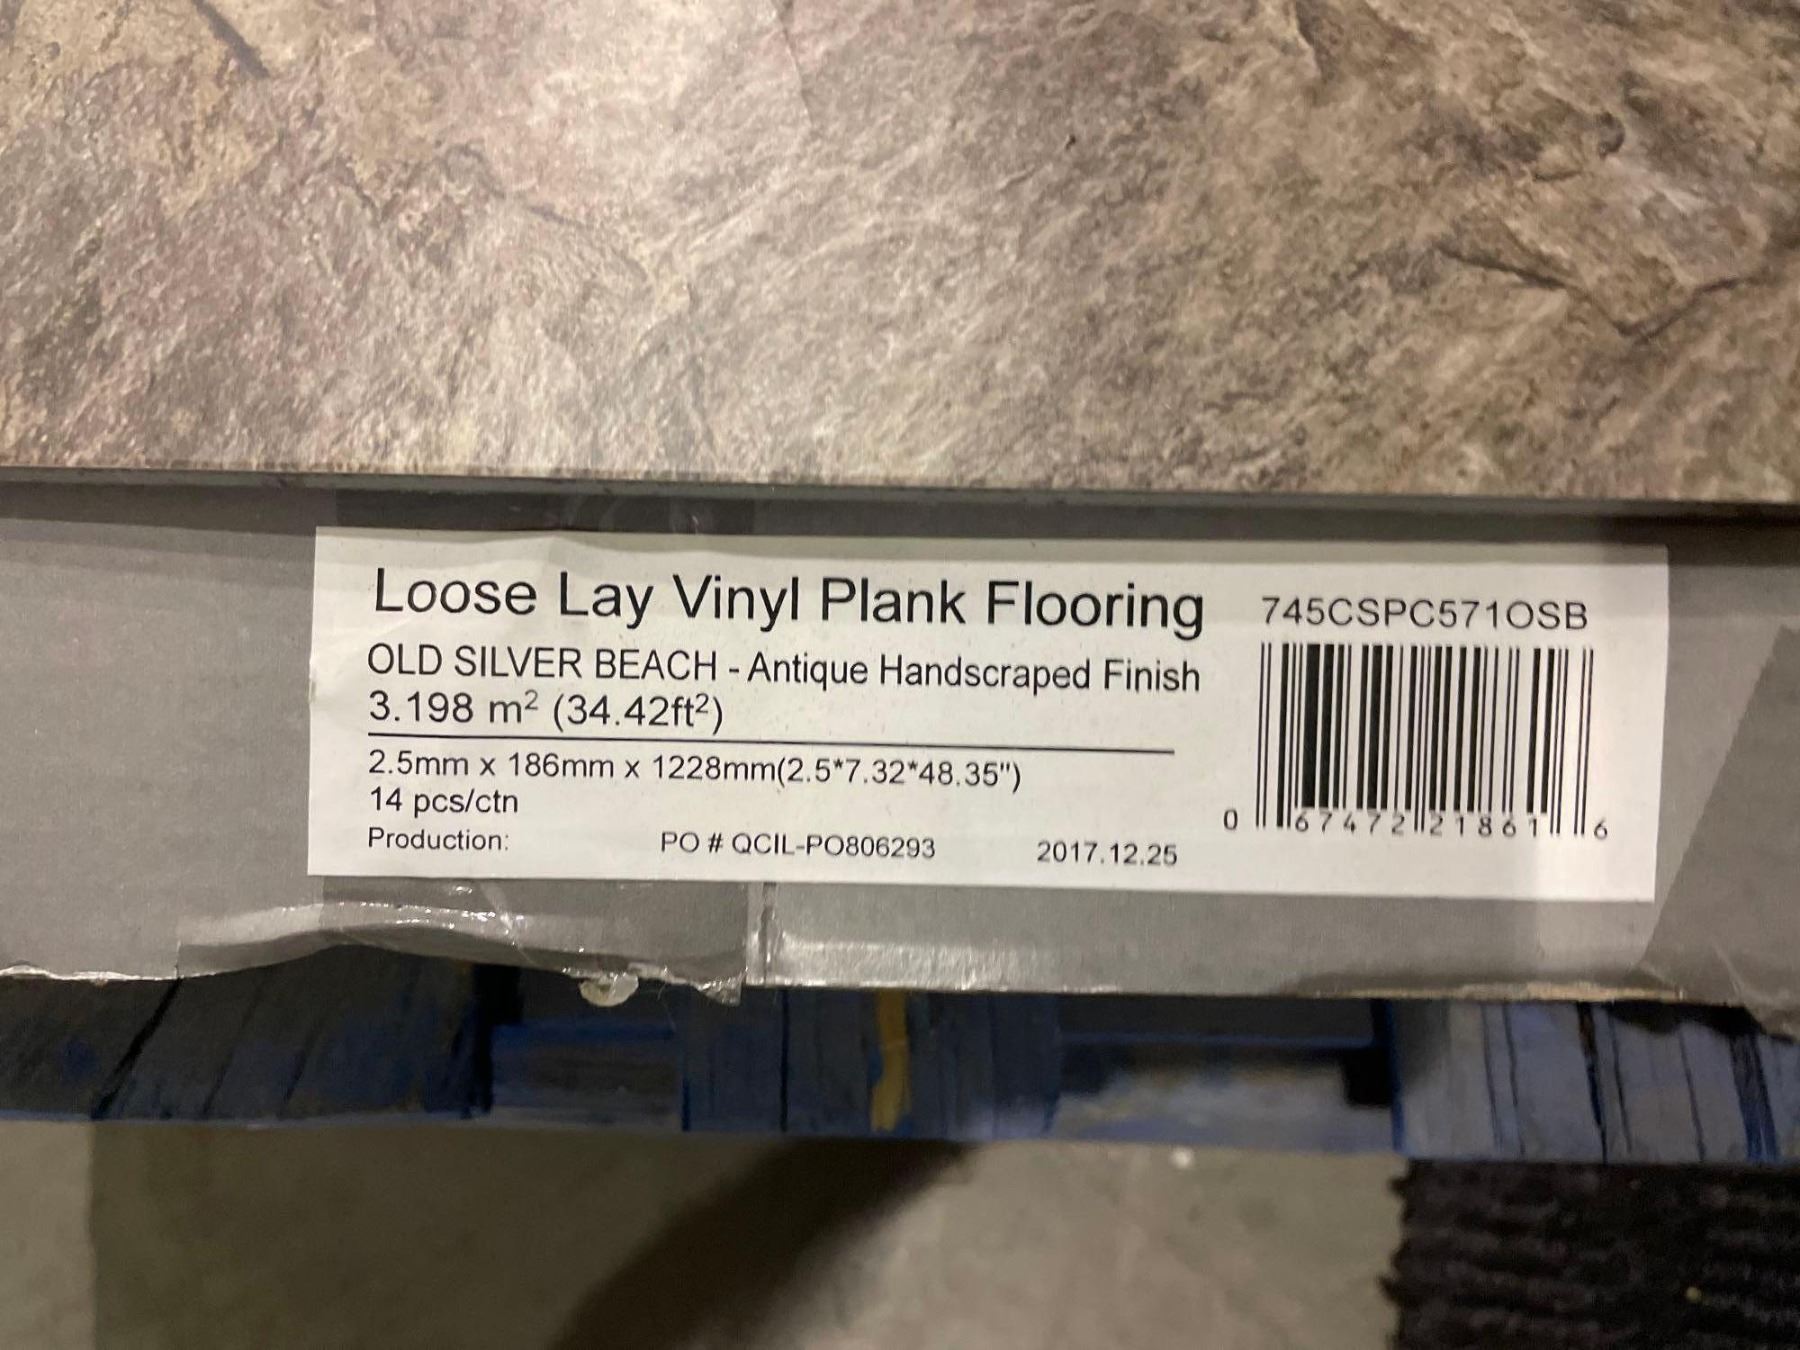 Loose Lay Vinyl Plank Flooring
OLD SILVER BEACH - Antique Handscraped Finish
3.198 m² (34.42ft²)
2.5mm x 186mm x 1228mm(2.5*7.32*48.35")
14 pcs/ctn
Production: PO # QCIL-PO806293 2017.12.25
745CSPC571OSB
0 67472 21861 6